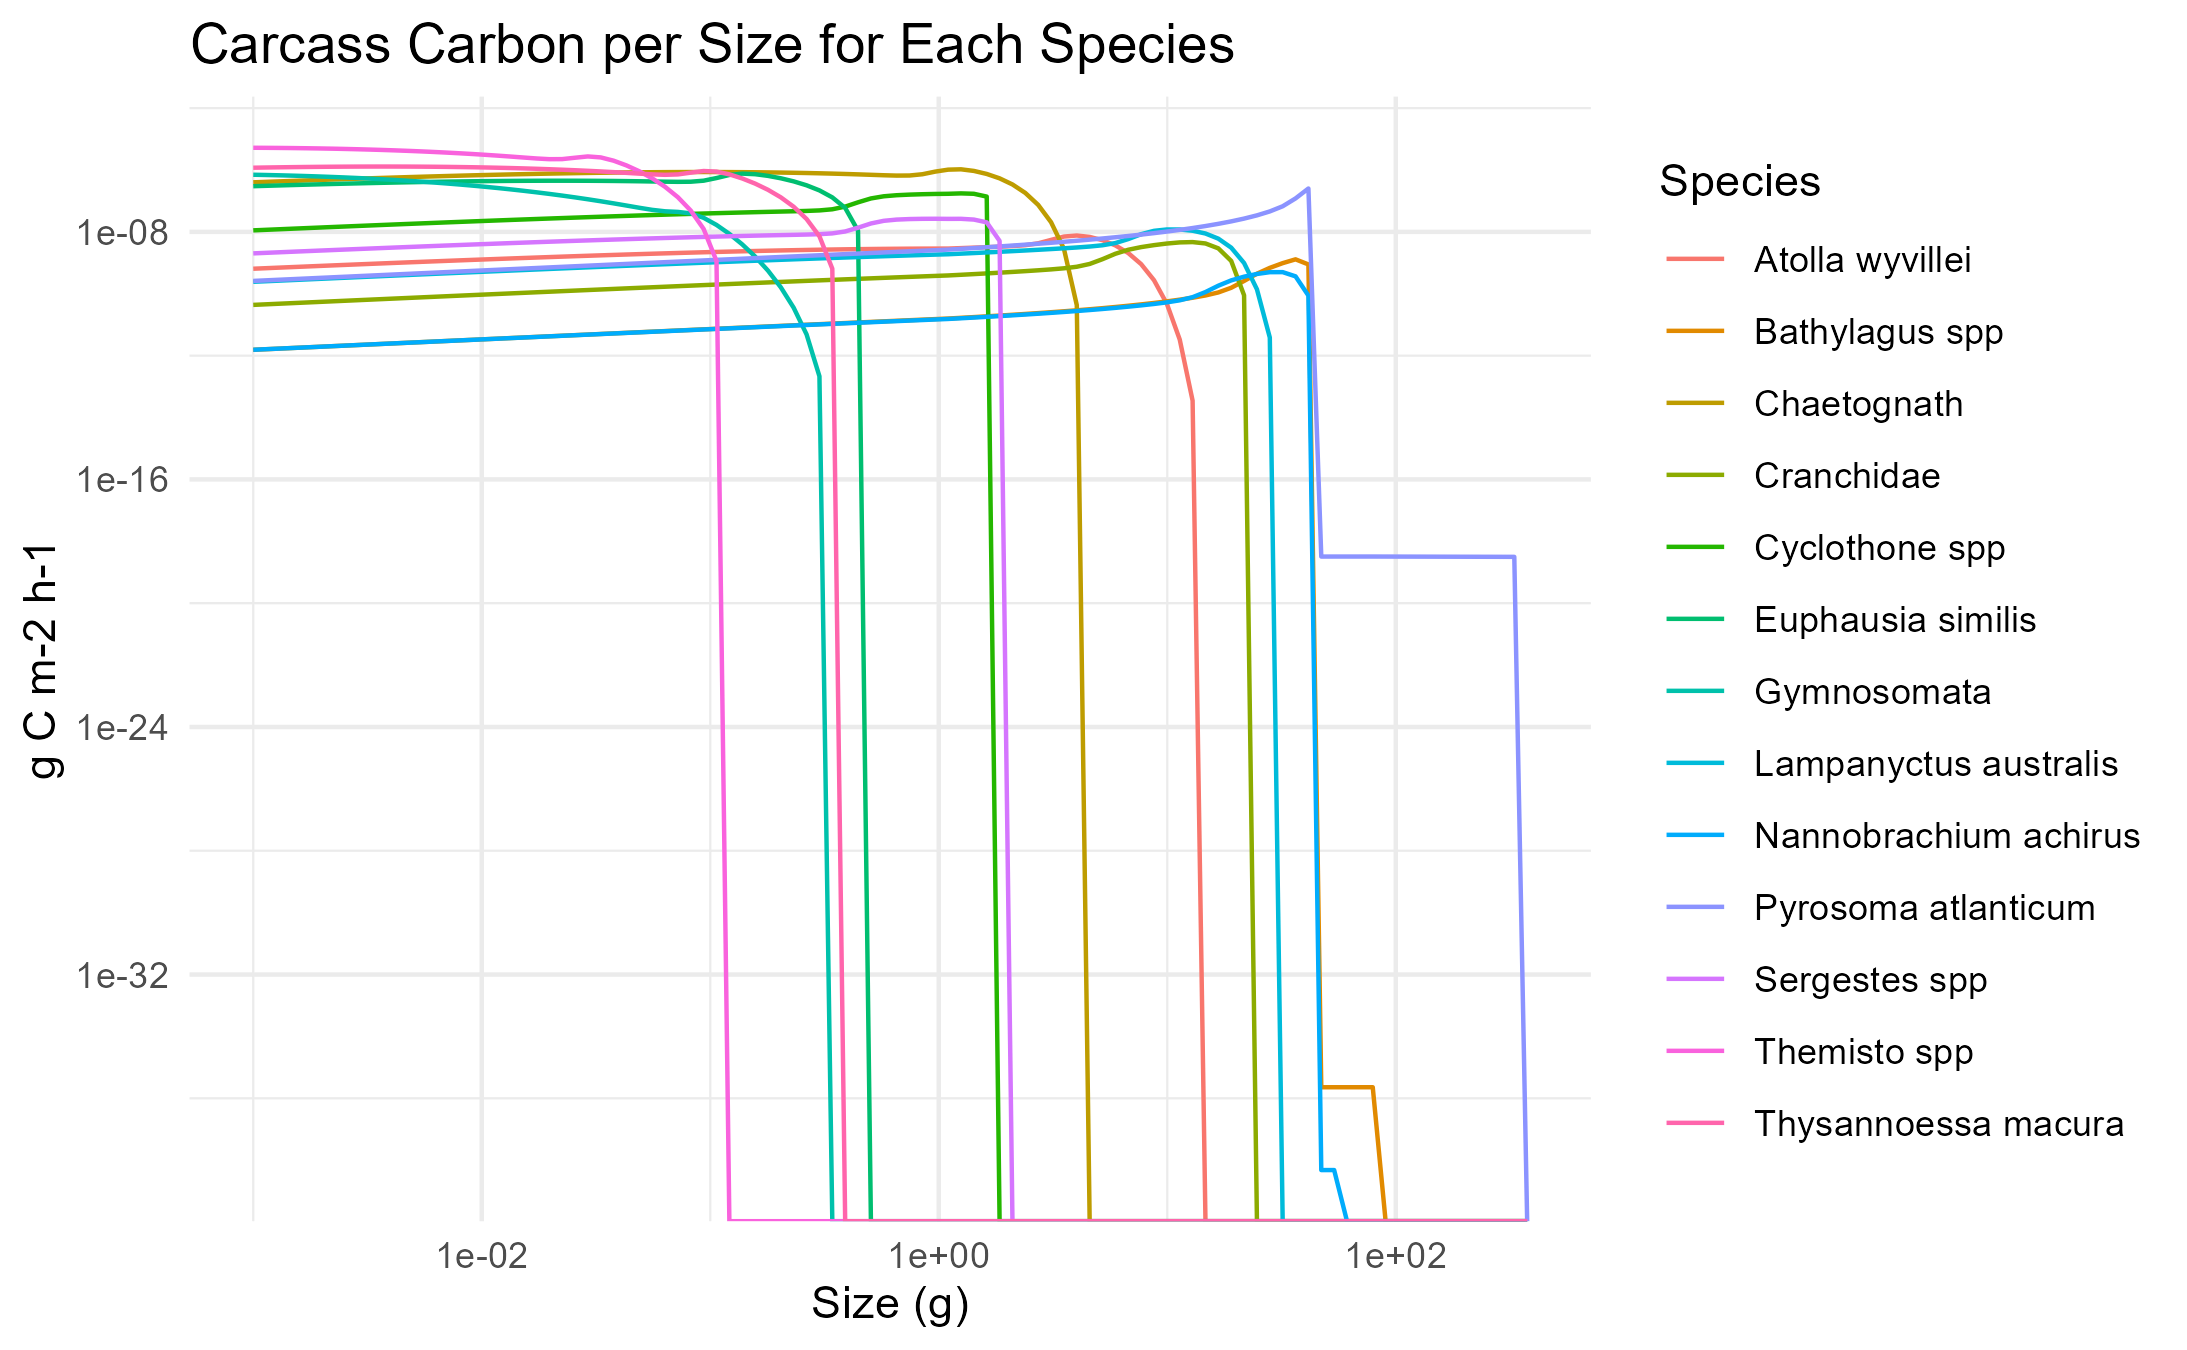 Carcass Carbon per Size for Each Species
g C m-2 h-1
1e-08
1e-16
1e-24
1e-32
1e-02
1e+00
1e+02
Size (g)
Species
Atolla wyvillei
Bathylagus spp
Chaetognath
Cranchidae
Cyclothone spp
Euphausia similis
Gymnosomata
Lampanyctus australis
Nannobrachium achirus
Pyrosoma atlanticum
Sergestes spp
Themisto spp
Thysannoessa macura